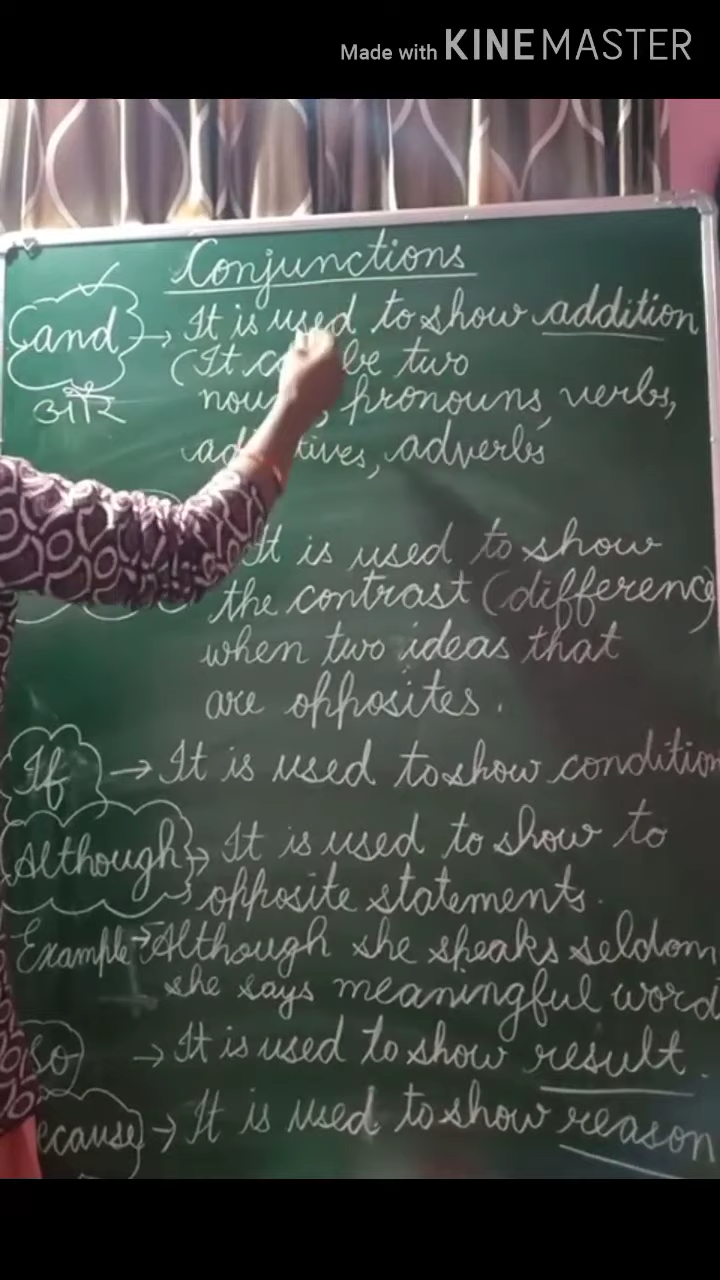 Made with KINEMASTER
Conjunctions
and → It is used to show addition
(It be two
और
pronouns, verbs,
adverbs
It is used to show
the contrast (difference)
when two ideas that
are opposites.
If → It is used to show condition
Although → It is used to show to
opposite statements.
Example → Although she speaks seldom
she says meaningful word
so → It is used to show result.
ecause → It is used to show reason